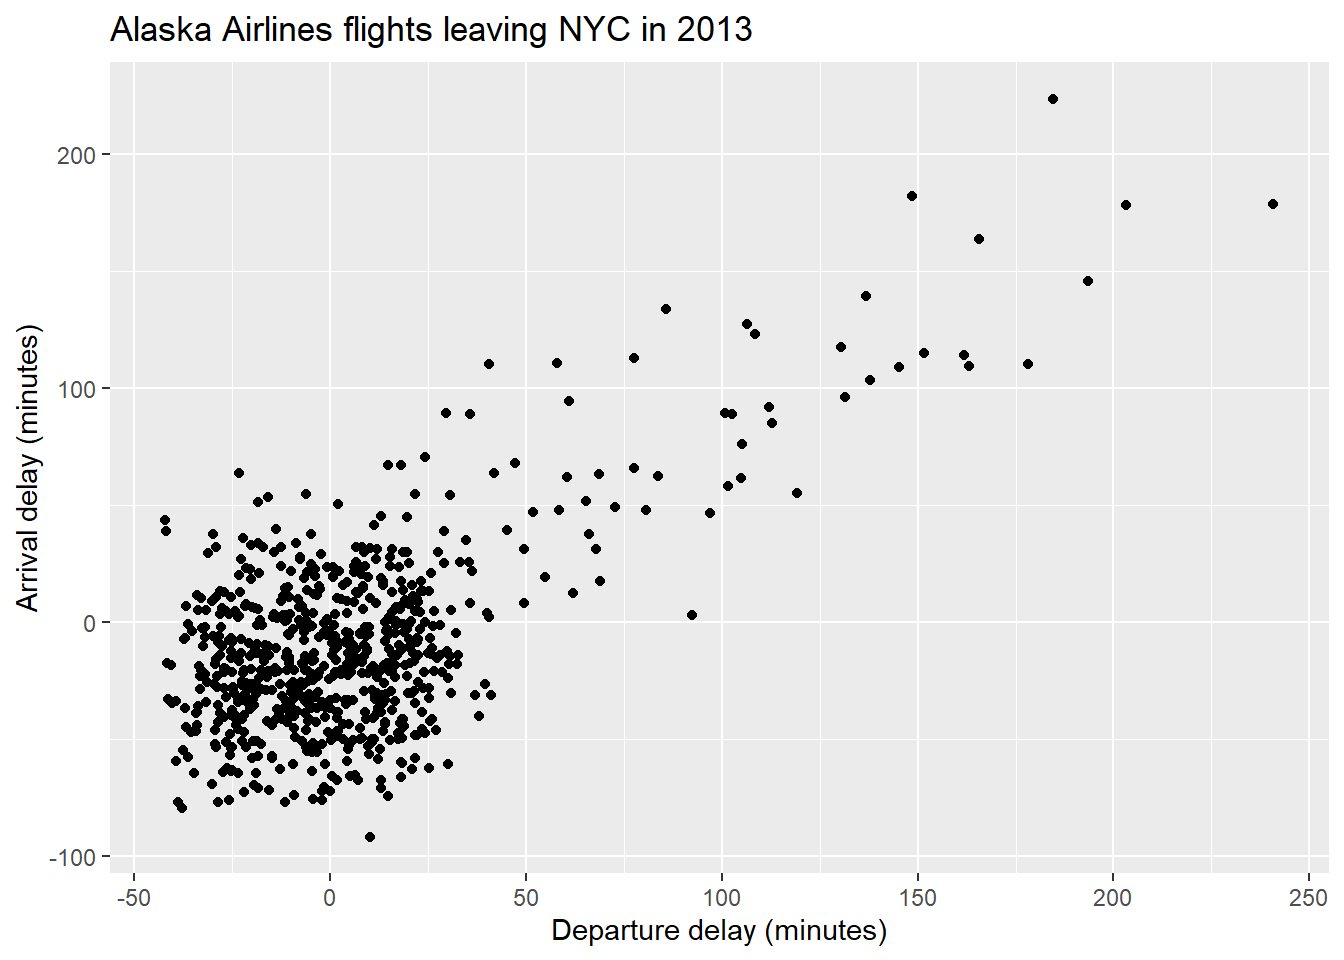 Alaska Airlines flights leaving NYC in 2013
Arrival delay (minutes)
200
100
0
-100
-50 0 50 100 150 200 250
Departure delay (minutes)